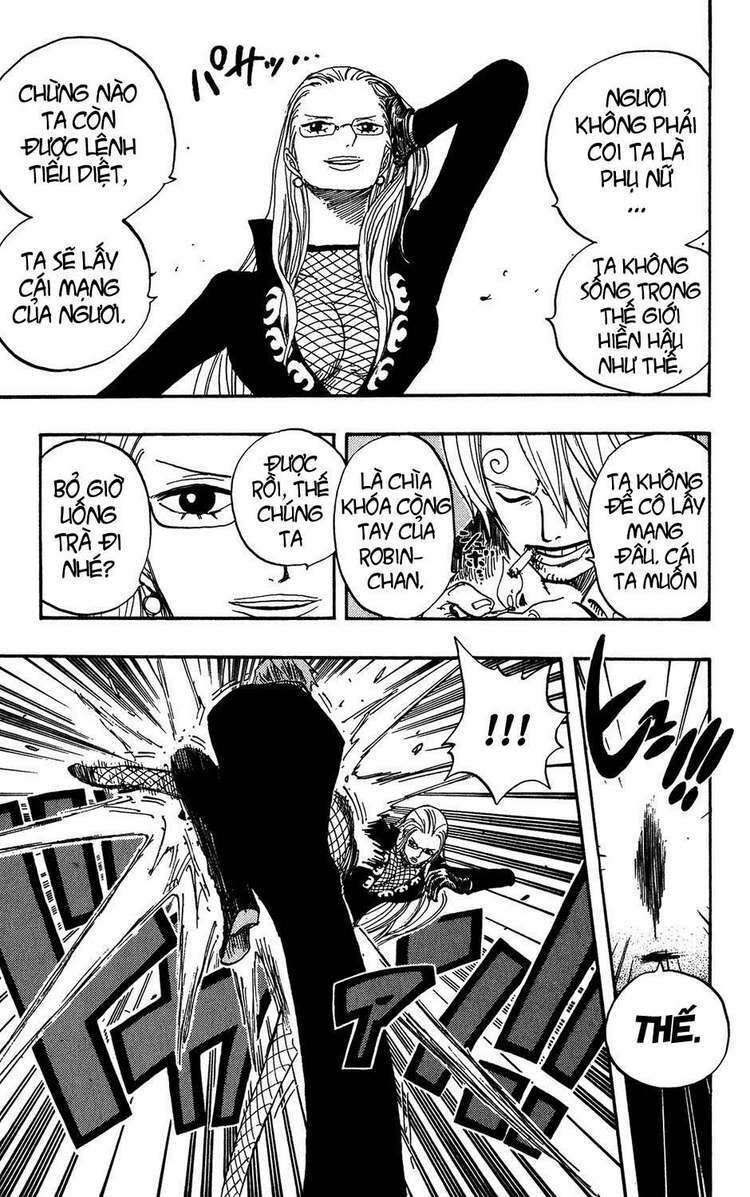 パサッ…
NGƯƠI
KHÔNG PHẢI
COI TA LÀ
PHỤ NỮ
...
TA KHÔNG
SỐNG TRONG
THẾ GIỚI
HIỀN HẬU
NHƯ THẾ.
CHỪNG NÀO
TA CÒN
ĐƯỢC LỆNH
TIÊU DIỆT,
TA SẼ LẤY
CÁI MẠNG
CỦA NGƯƠI.
TA KHÔNG
ĐỂ CÔ LẤY
MẠNG
ĐÂU. CÁI
TA MUỐN
LÀ CHÌA
KHÓA CÒNG
TAY CỦA
ROBIN-
CHAN.
ĐƯỢC
RỒI, THẾ
CHÚNG
TA
BỎ GIỜ
UỐNG
TRÀ ĐI
NHÉ?
THẾ.
!!!